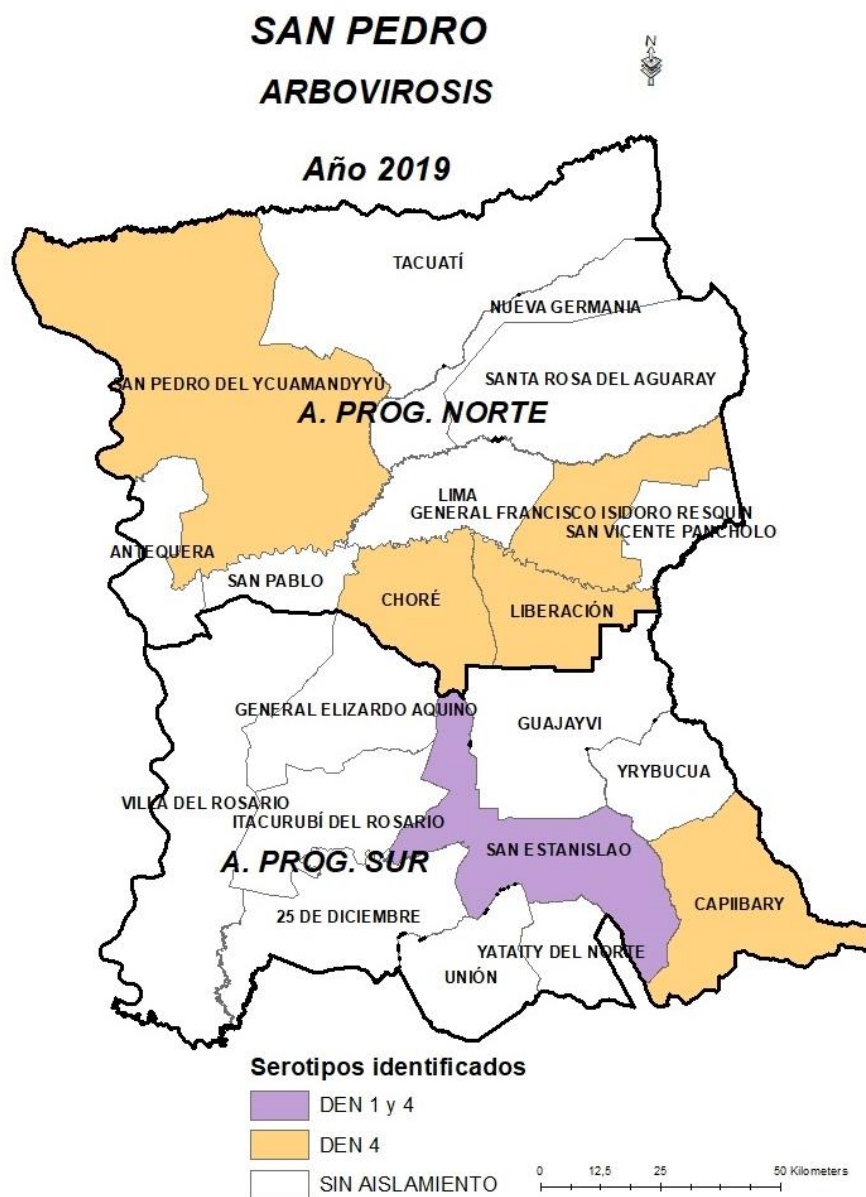 SAN PEDRO
N
ARBOVIROSIS
Año 2019
TACUATÍ
NUEVA GERMANIA
SAN PEDRO DEL YCUAMANDYYÚ
SANTA ROSA DEL AGUARAY
A. PROG. NORTE
LIMA
GENERAL FRANCISCO ISIDORO RESQUIN
SAN VICENTE PANCHOLO
ANTEQUERA
SAN PABLO
CHORÉ
LIBERACIÓN
GENERAL ELIZARDO AQUINO
GUAJAYVI
YRYBUCUA
VILLA DEL ROSARIO
ITACURUBÍ DEL ROSARIO
SAN ESTANISLAO
A. PROG. SUR
CAPIIBARY
25 DE DICIEMBRE
YATAITY DEL NORTE
UNIÓN
Serotipos identificados
DEN 1 y 4
DEN 4
SIN AISLAMIENTO
0 12,5 25 50 Kilometers